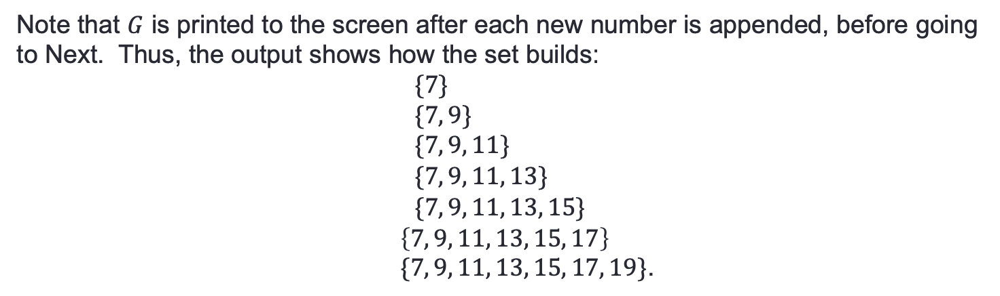 Note that G is printed to the screen after each new number is appended, before going
to Next. Thus, the output shows how the set builds:
{7}
{7, 9}
{7, 9, 11}
{7, 9, 11, 13}
{7, 9, 11, 13, 15}
{7, 9, 11, 13, 15, 17}
{7, 9, 11, 13, 15, 17, 19}.